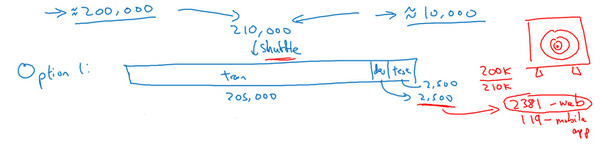 → ≈200,000
≈10,000
210,000
↓ shuttle
Option 1:
train
dev
test
205,000
2,500
2,500
200K
210K
2381 - web
119 - mobile
app